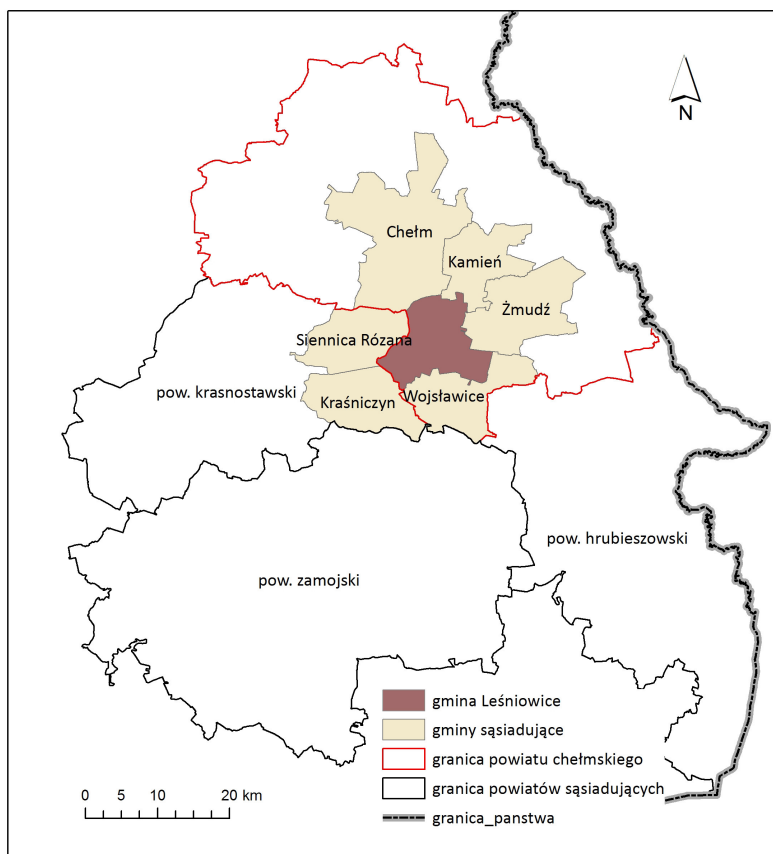 N
Chełm
Kamień
Żmudź
Siennica Rózana
pow. krasnostawski
Kraśniczyn
Wojsławice
pow. hrubieszowski
pow. zamojski
gmina Leśniowice
gminy sąsiadujące
granica powiatu chełmskiego
granica powiatów sąsiadujących
granica_panstwa
0 5 10 20 km